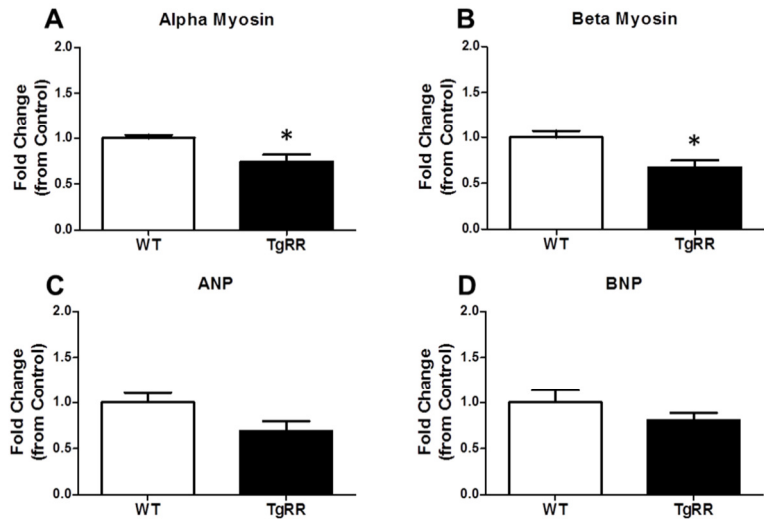 A
Alpha Myosin
Fold Change
(from Control)
2.0
1.5
1.0
0.5
0.0
*
WT
TgRR
B
Beta Myosin
Fold Change
(from Control)
2.0
1.5
1.0
0.5
0.0
*
WT
TgRR
C
ANP
Fold Change
(from Control)
2.0
1.5
1.0
0.5
0.0
WT
TgRR
D
BNP
Fold Change
(from Control)
2.0
1.5
1.0
0.5
0.0
WT
TgRR